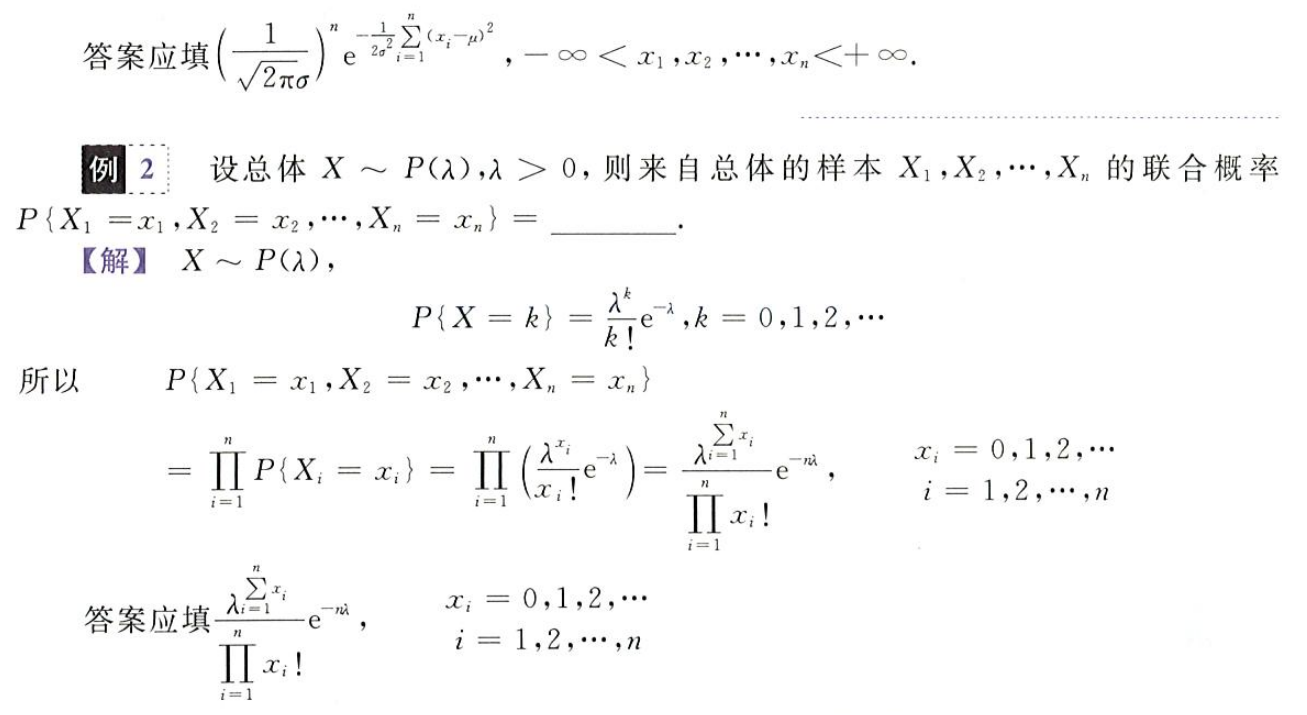 答案应填$\left(\frac{1}{\sqrt{2\pi}\sigma}\right)^n e^{-\frac{1}{2\sigma^2}\sum_{i=1}^{n}(x_i-\mu)^2}$,$-\infty<x_1,x_2,\cdots,x_n<+\infty$.
例 2 设总体 $X \sim P(\lambda),\lambda>0$,则来自总体的样本 $X_1,X_2,\cdots,X_n$ 的联合概率
$P\{X_1=x_1,X_2=x_2,\cdots,X_n=x_n\}=$ ________.
【解】 $X \sim P(\lambda)$,
$P\{X=k\}=\frac{\lambda^k}{k!}e^{-\lambda},k=0,1,2,\cdots$
所以 $P\{X_1=x_1,X_2=x_2,\cdots,X_n=x_n\}$
$=\prod_{i=1}^{n}P\{X_i=x_i\}=\prod_{i=1}^{n}\left(\frac{\lambda^{x_i}}{x_i!}e^{-\lambda}\right)=\frac{\lambda^{\sum_{i=1}^{n}x_i}}{\prod_{i=1}^{n}x_i!}e^{-n\lambda}$, $x_i=0,1,2,\cdots$
$i=1,2,\cdots,n$
答案应填$\frac{\lambda^{\sum_{i=1}^{n}x_i}}{\prod_{i=1}^{n}x_i!}e^{-n\lambda}$, $x_i=0,1,2,\cdots$
$i=1,2,\cdots,n$